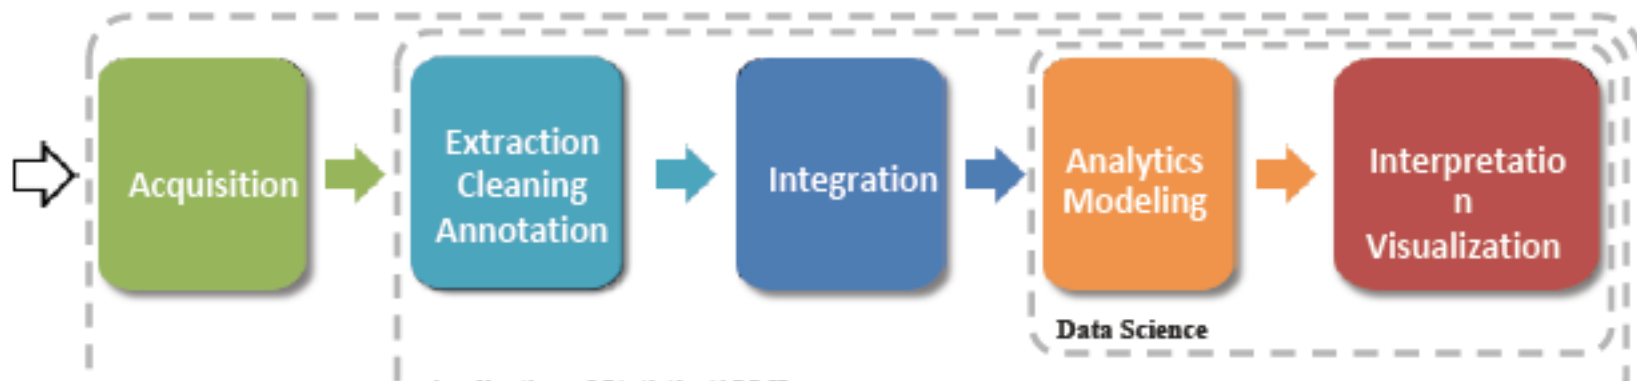 Acquisition
Extraction
Cleaning
Annotation
Integration
Analytics
Modeling
Interpretatio
n
Visualization
Data Science